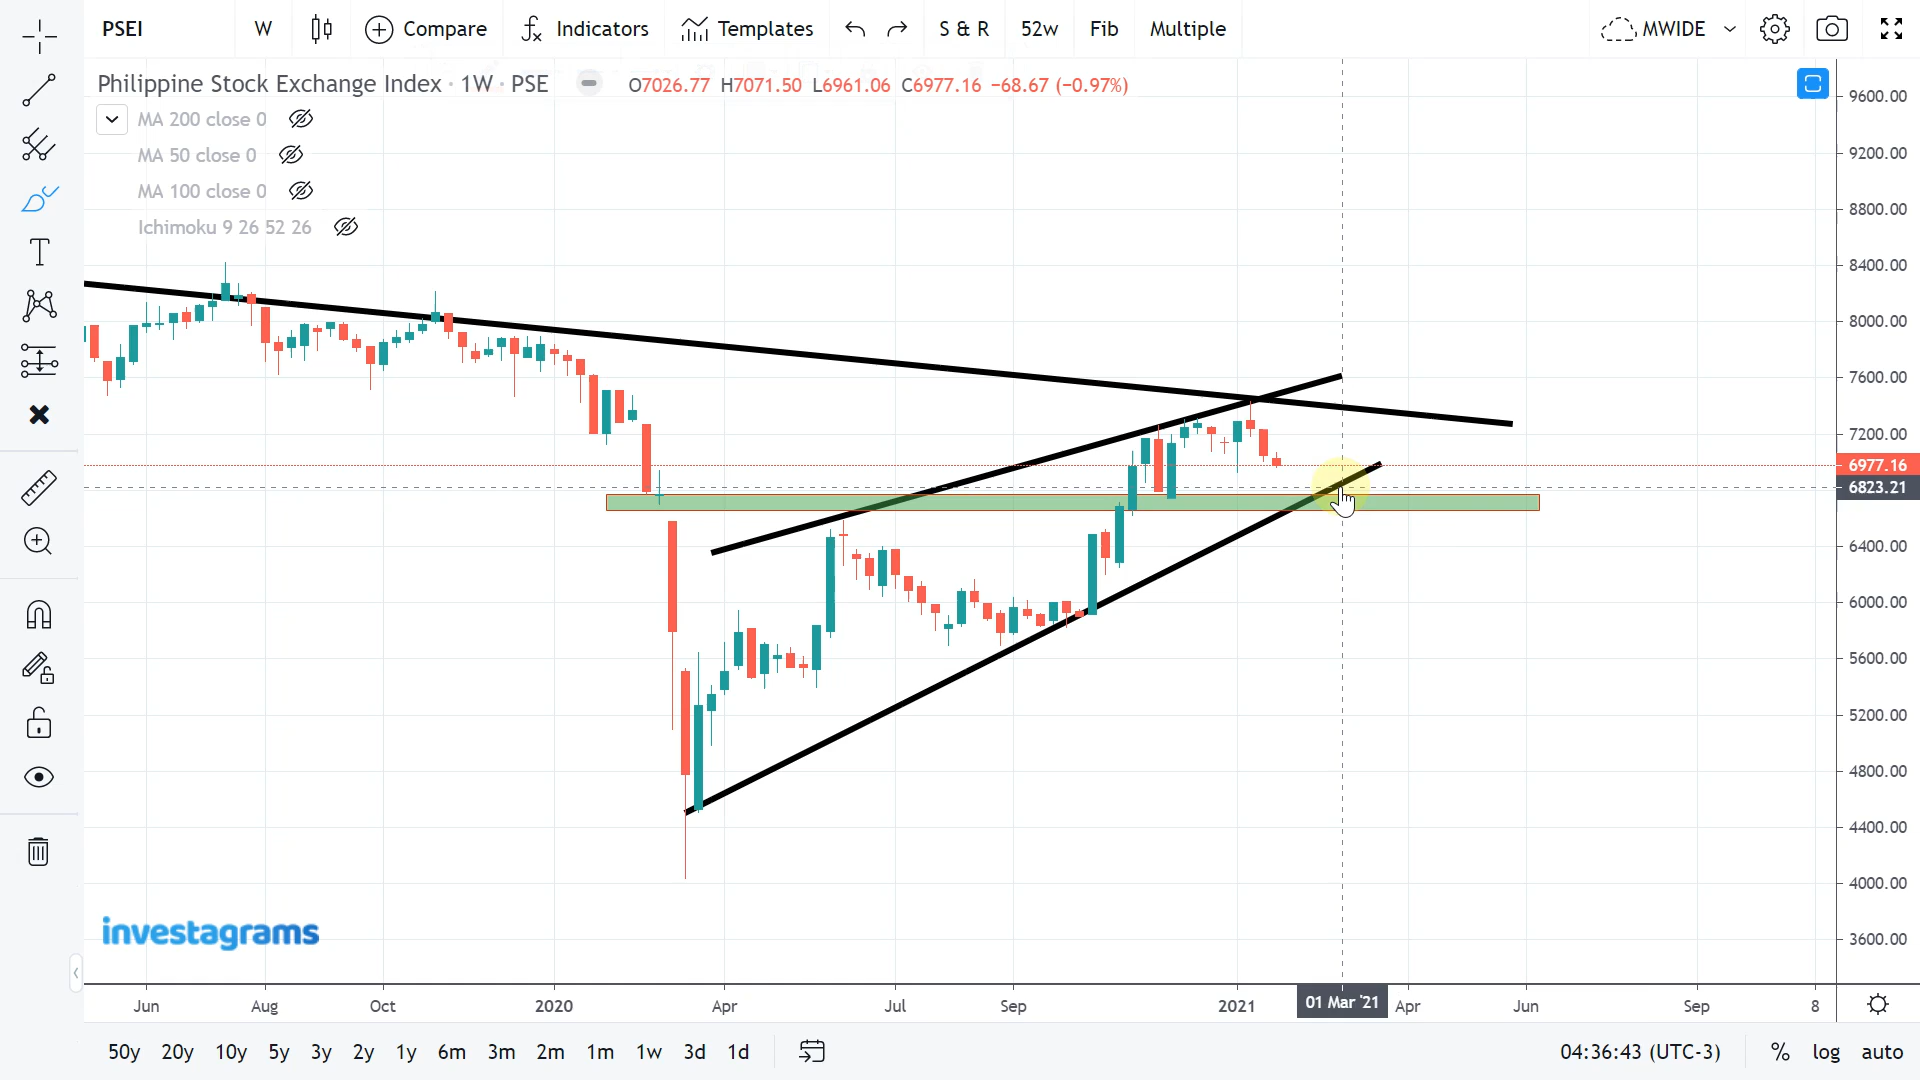 PSEI W Compare Indicators Templates S & R 52w Fib Multiple MWIDE
Philippine Stock Exchange Index · 1W · PSE O7026.77 H7071.50 L6961.06 C6977.16 −68.67 (−0.97%)
MA 200 close 0
MA 50 close 0
MA 100 close 0
Ichimoku 9 26 52 26
9600.00
9200.00
8800.00
8400.00
8000.00
7600.00
7200.00
6977.16
6823.21
6400.00
6000.00
5600.00
5200.00
4800.00
4400.00
4000.00
3600.00
investagrams
Jun Aug Oct 2020 Apr Jul Sep 2021 01 Mar '21 Apr Jun Sep 8
50y 20y 10y 5y 3y 2y 1y 6m 3m 2m 1m 1w 3d 1d 04:36:43 (UTC-3) % log auto